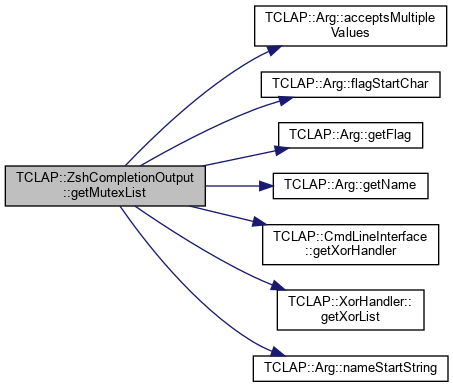 TCLAP::Arg::acceptsMultiple
Values
TCLAP::Arg::flagStartChar
TCLAP::Arg::getFlag
TCLAP::ZshCompletionOutput
::getMutexList
TCLAP::Arg::getName
TCLAP::CmdLineInterface
::getXorHandler
TCLAP::XorHandler::
getXorList
TCLAP::Arg::nameStartString